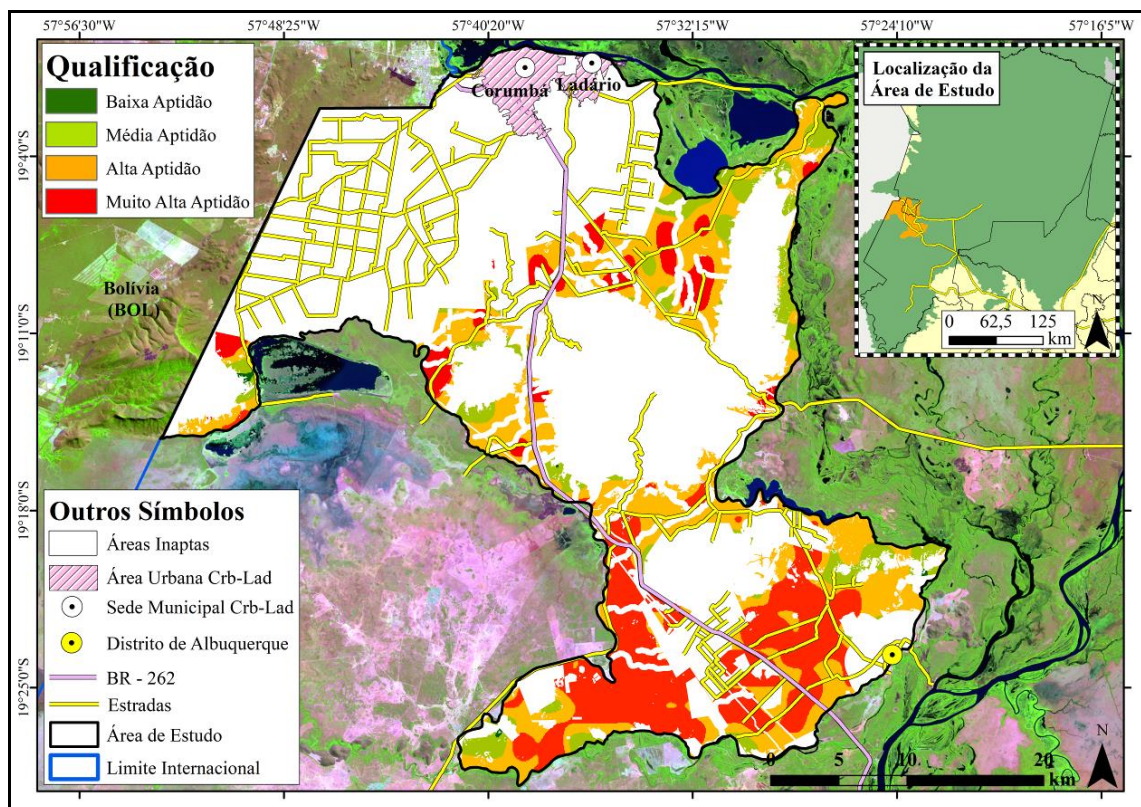 57°56'30"W 57°48'25"W 57°40'20"W 57°32'15"W 57°24'10"W 57°16'5"W
Qualificação
Baixa Aptidão
Média Aptidão
Alta Aptidão
Muito Alta Aptidão
Corumbá
Ladário
Localização da
Área de Estudo
N
0 62,5 125
km
19°4'0"S
19°11'0"S
19°18'0"S
19°25'0"S
Bolívia
(BOL)
Outros Símbolos
Áreas Inaptas
Área Urbana Crb-Lad
Sede Municipal Crb-Lad
Distrito de Albuquerque
BR - 262
Estradas
Área de Estudo
Limite Internacional
N
0 5 10 20
km